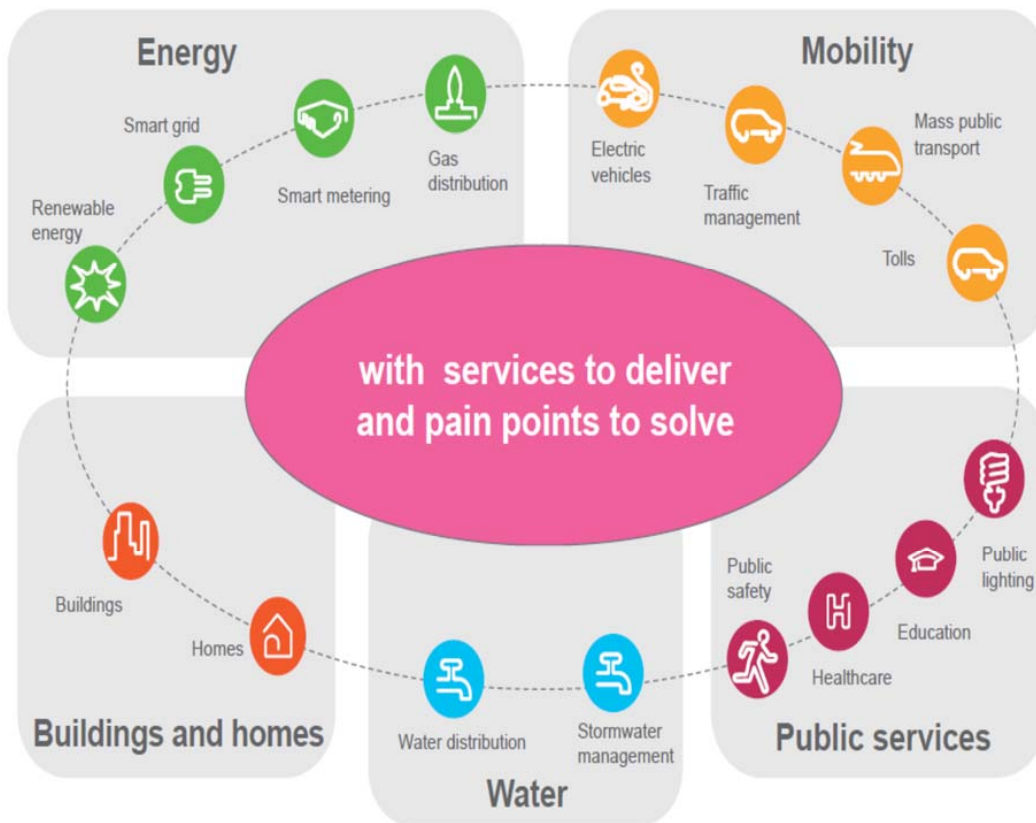 Energy
Smart grid
Renewable
energy
Smart metering
Gas
distribution
Mobility
Electric
vehicles
Traffic
management
Mass public
transport
Tolls
with services to deliver
and pain points to solve
Buildings
Homes
Buildings and homes
Water distribution
Stormwater
management
Water
Public
safety
Healthcare
Education
Public
lighting
Public services